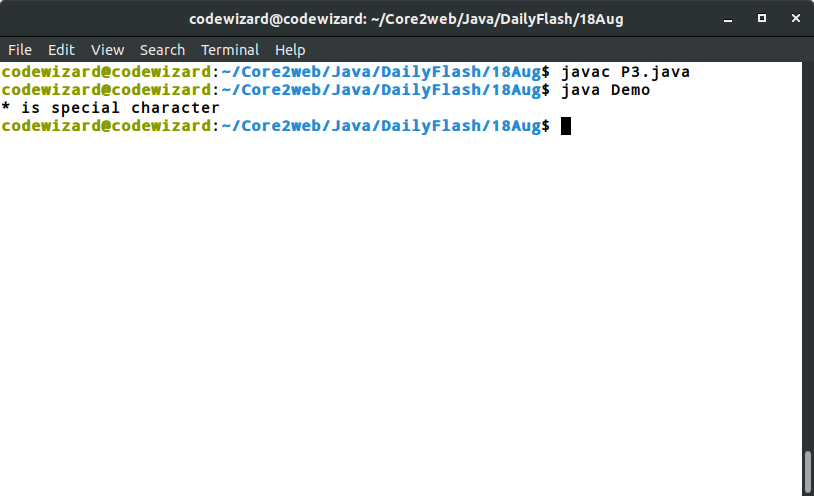 codewizard@codewizard: ~/Core2web/Java/DailyFlash/18Aug
File Edit View Search Terminal Help
codewizard@codewizard:~/Core2web/Java/DailyFlash/18Aug$ javac P3.java
codewizard@codewizard:~/Core2web/Java/DailyFlash/18Aug$ java Demo
* is special character
codewizard@codewizard:~/Core2web/Java/DailyFlash/18Aug$